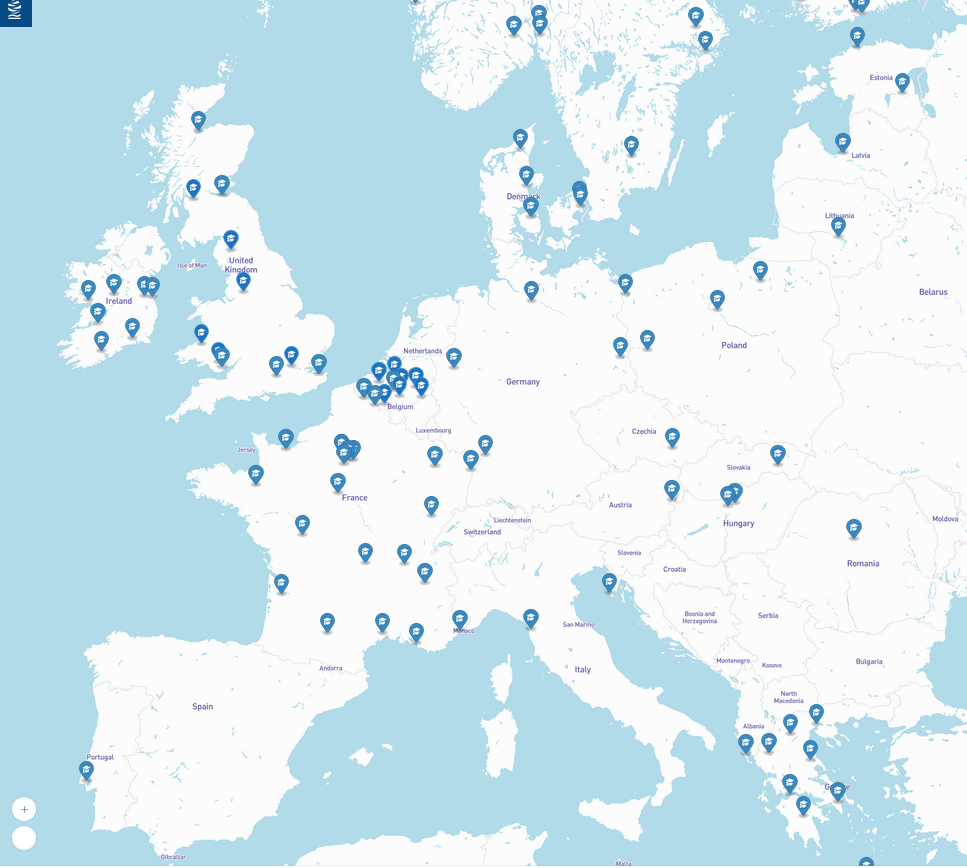 Estonia
Latvia
Denmark
Lithuania
Isle of Man
United
Kingdom
Belarus
Ireland
Poland
Netherlands
Germany
Belgium
Luxembourg
Czechia
Jersey
Slovakia
France
Austria
Liechtenstein
Moldova
Hungary
Switzerland
Slovenia
Romania
Croatia
Bosnia and
Herzegovina
Serbia
San Marino
Monaco
Andorra
Italy
Montenegro
Kosovo
Bulgaria
North
Macedonia
Spain
Albania
Portugal
Greece
+
Gibraltar
Malta